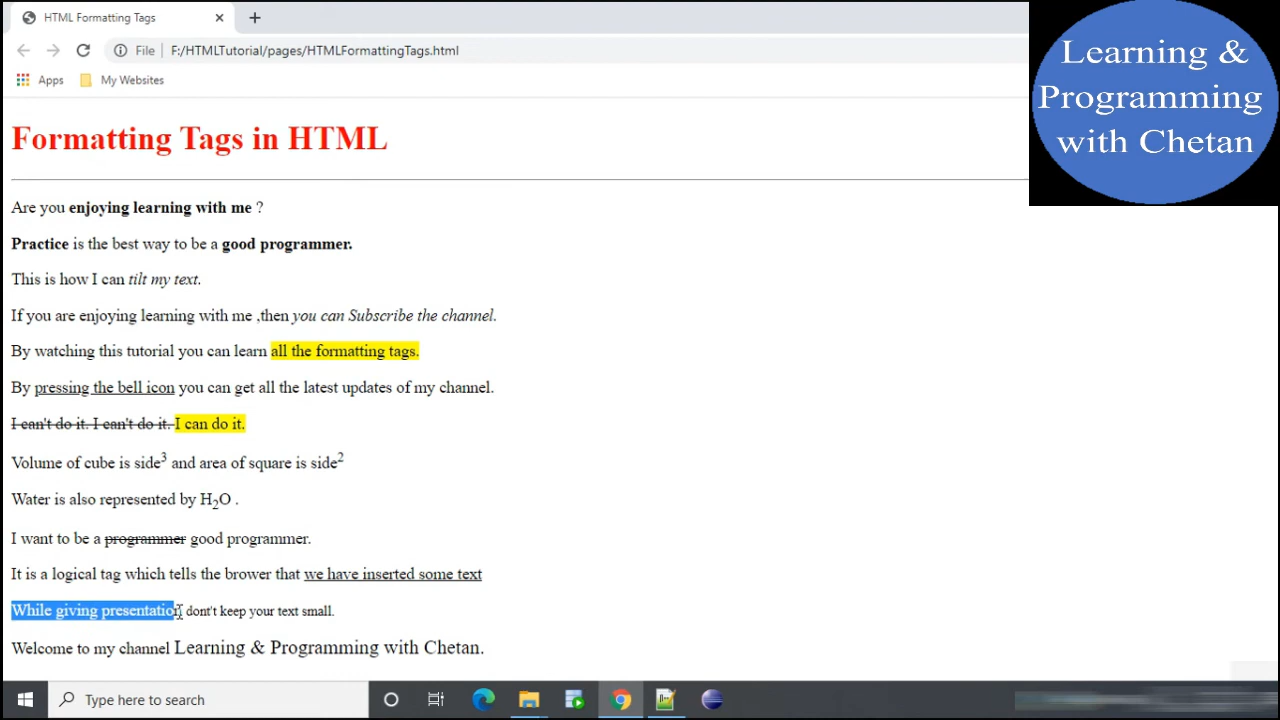 HTML Formatting Tags
File F:/HTMLTutorial/pages/HTMLFormattingTags.html
Apps My Websites
Learning &
Programming
with Chetan
Formatting Tags in HTML
Are you enjoying learning with me ?
Practice is the best way to be a good programmer.
This is how I can tilt my text.
If you are enjoying learning with me ,then you can Subscribe the channel.
By watching this tutorial you can learn all the formatting tags.
By pressing the bell icon you can get all the latest updates of my channel.
I can't do it. I can't do it. I can do it.
Volume of cube is side³ and area of square is side²
Water is also represented by H₂O .
I want to be a programmer good programmer.
It is a logical tag which tells the brower that we have inserted some text
While giving presentation dont't keep your text small.
Welcome to my channel Learning & Programming with Chetan.
Type here to search